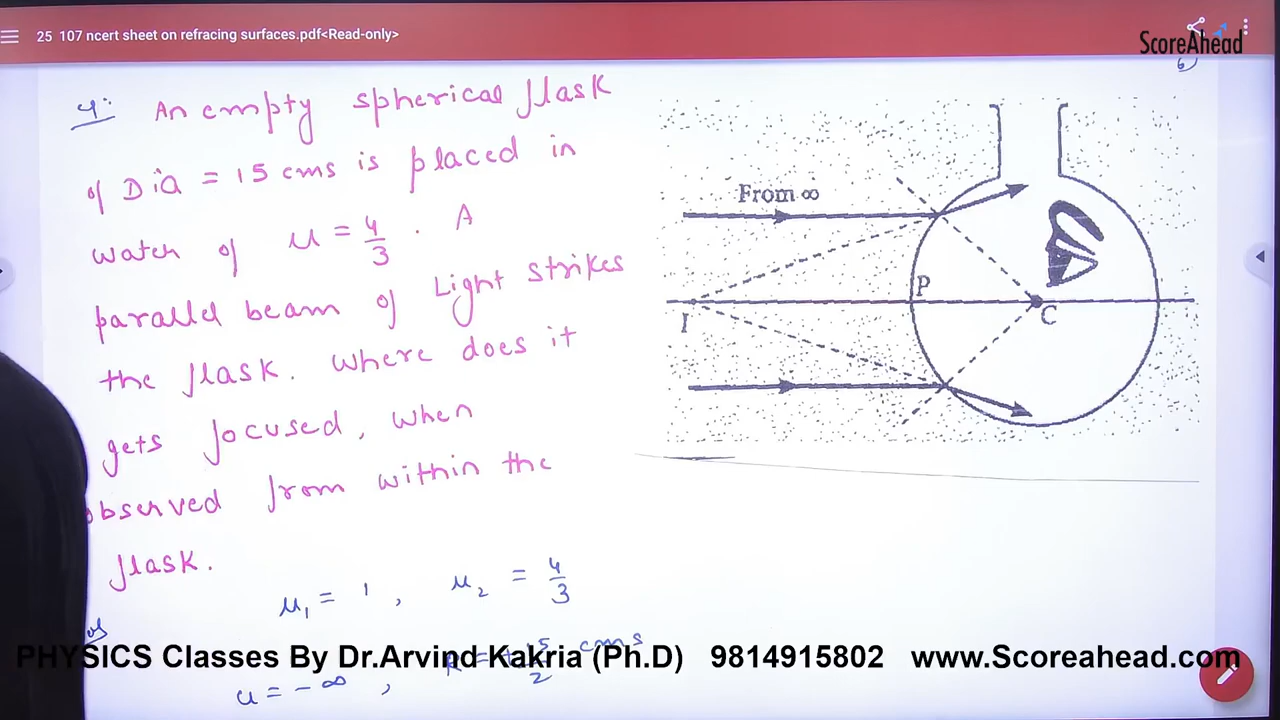 25 107 ncert sheet on refracing surfaces.pdf<Read-only>
ScoreAhead
4:
An empty spherical flask
of Dia = 15 cms is placed in
water of μ = 4/3 . A
parallel beam of Light strikes
the flask. Where does it
gets focused, when
observed from within the
flask.
From ∞
P
I
C
μ₁ = 1 , μ₂ = 4/3
u = - ∞ ,
cms
PHYSICS Classes By Dr.Arvind Kakria (Ph.D) 9814915802 www.Scoreahead.com